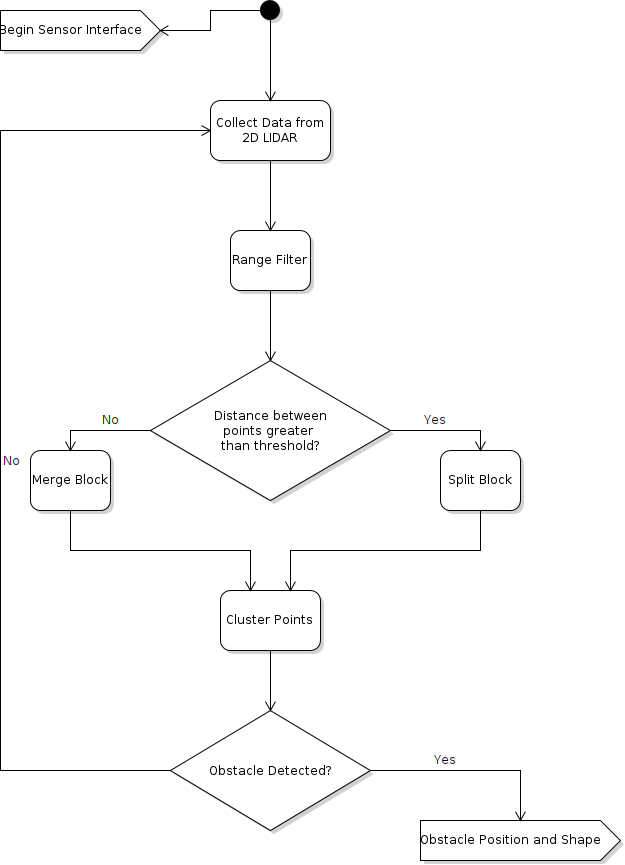 Begin Sensor Interface
Collect Data from
2D LIDAR
Range Filter
Distance between
points greater
than threshold?
No
Yes
No
Merge Block
Split Block
Cluster Points
Obstacle Detected?
Yes
Obstacle Position and Shape